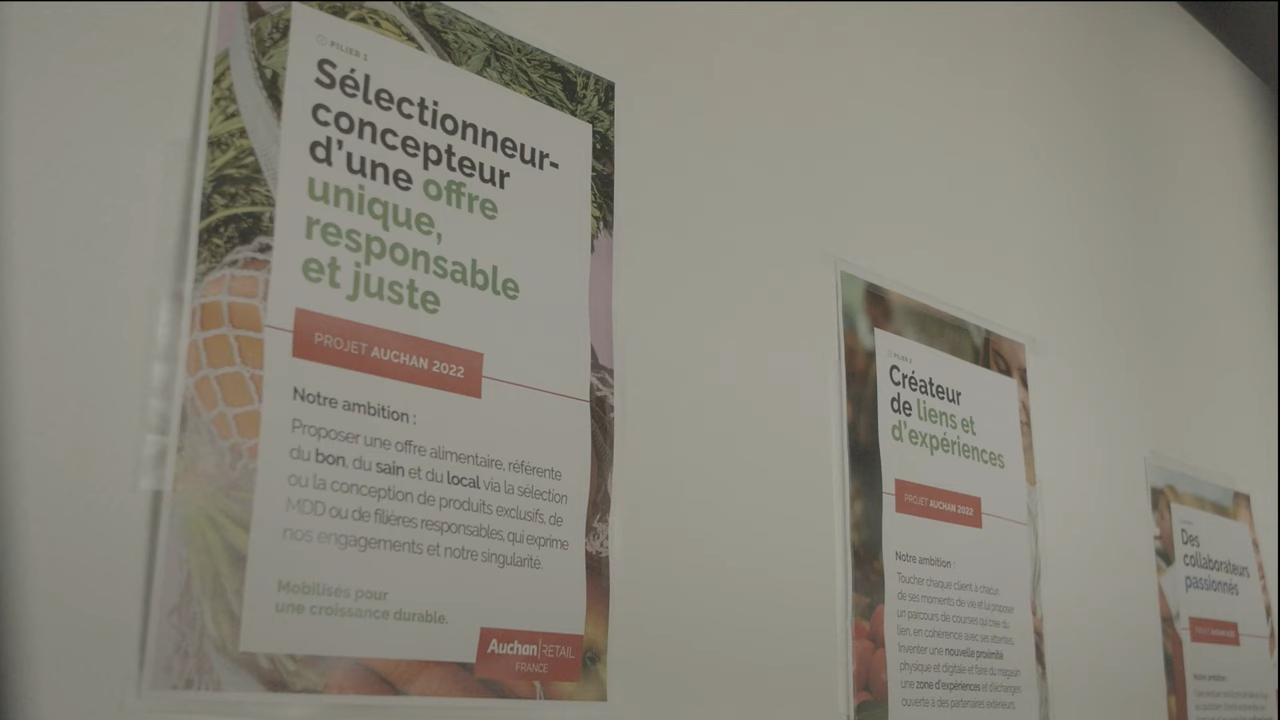 PILIER 1
Sélectionneur-
concepteur
d'une offre
unique,
responsable
et juste
PROJET AUCHAN 2022
Notre ambition :
Proposer une offre alimentaire, référente
du bon, du sain et du local via la sélection
ou la conception de produits exclusifs, de
MDD ou de filières responsables, qui exprime
nos engagements et notre singularité.
Mobilisés pour
une croissance durable.
Auchan | RETAIL
FRANCE
PILIER 2
Créateur
de liens et
d'expériences
PROJET AUCHAN 2022
Notre ambition :
Toucher chaque client à chacun
de ses moments de vie et lui proposer
un parcours de courses qui crée du
lien, en cohérence avec ses attentes.
Inventer une nouvelle proximité
physique et digitale et faire du magasin
une zone d'expériences et d'échanges
ouverte à des partenaires extérieurs.
Des
collaborateurs
passionnés
PROJET AUCHAN 2022
Notre ambition :